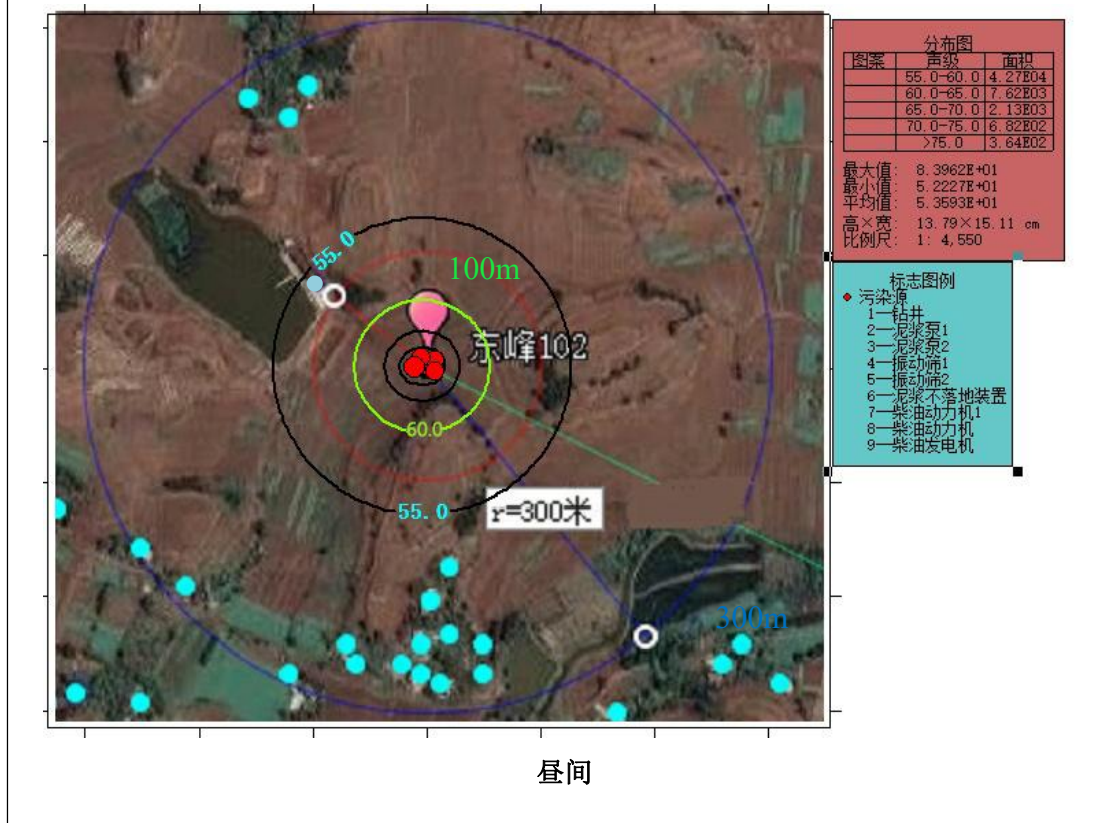 55.0
100m
东峰102
60.0
55.0
r=300米
300m
分布图
图案 声级 面积
55.0-60.0 4.27E04
60.0-65.0 7.62E03
65.0-70.0 2.13E03
70.0-75.0 6.82E02
>75.0 3.64E02
最大值: 8.3962E+01
最小值: 5.2227E+01
平均值: 5.3593E+01
高×宽: 13.79×15.11 cm
比例尺: 1: 4,550
标志图例
污染源
1—钻井
2—泥浆泵1
3—泥浆泵2
4—振动筛1
5—振动筛2
6—泥浆不落地装置
7—柴油动力机1
8—柴油动力机
9—柴油发电机
昼间